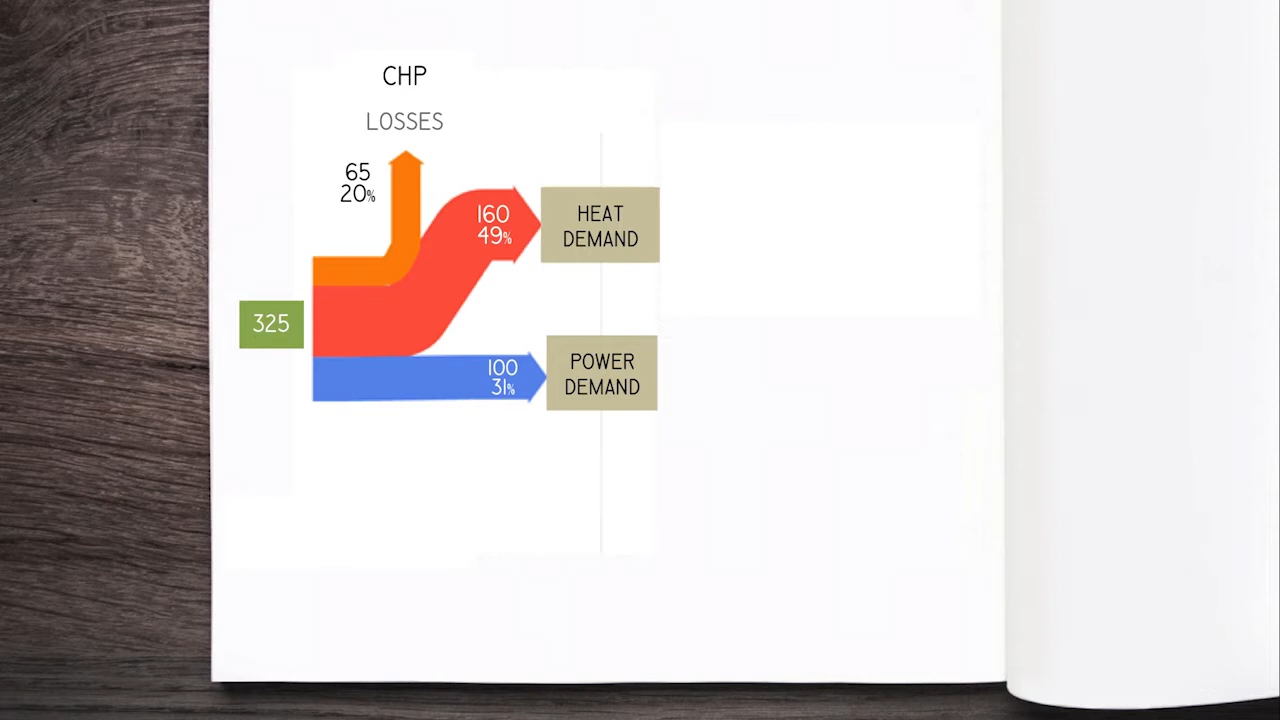 CHP
LOSSES
65
20%
160
49%
HEAT
DEMAND
325
100
31%
POWER
DEMAND